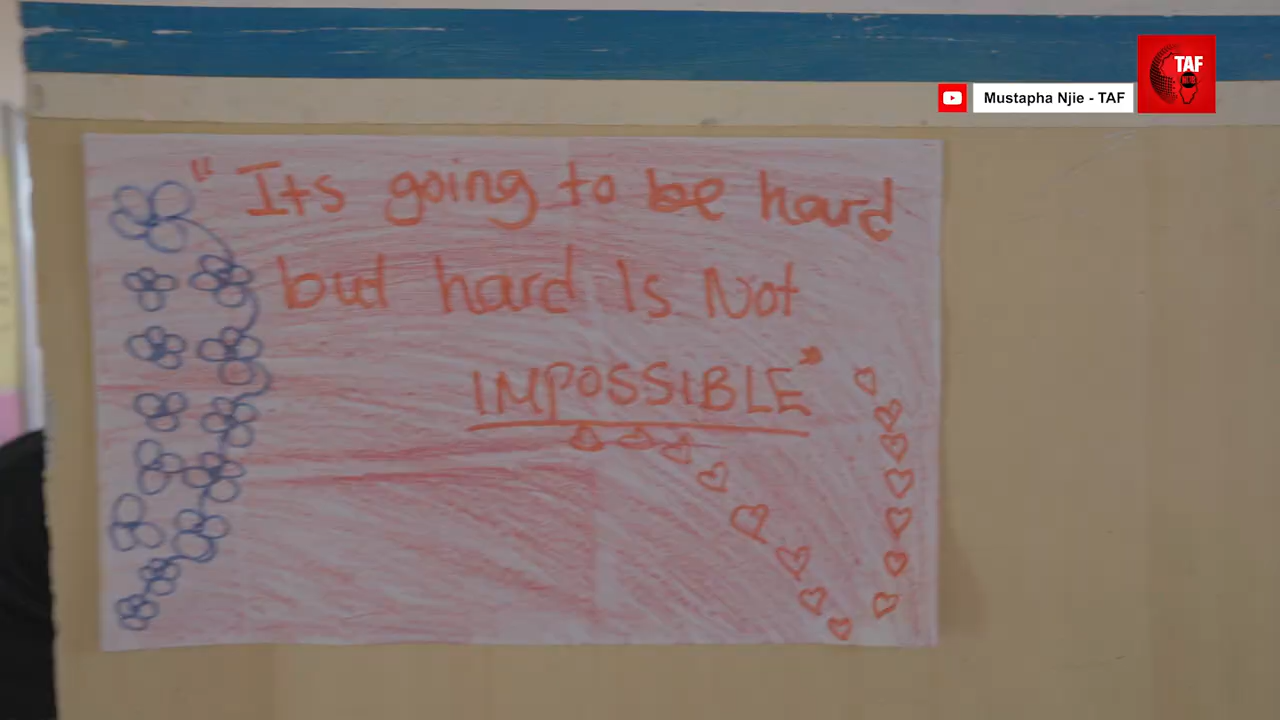 TAF
Mustapha Njie - TAF
"Its going to be hard
but hard Is Not
IMPOSSIBLE"